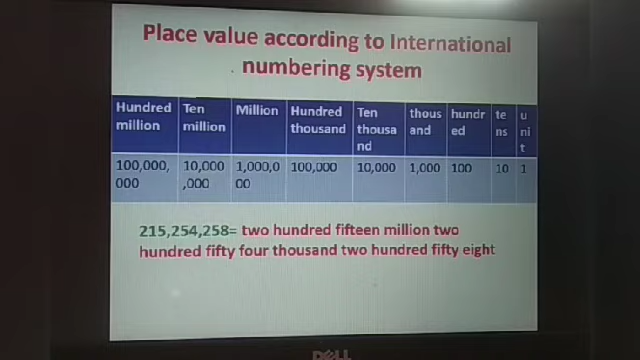 Place value according to International
numbering system
Hundred million | Ten million | Million | Hundred thousand | Ten thousa nd | thous and | hundr ed | te ns | u ni t
100,000, 000 | 10,000 ,000 | 1,000,0 00 | 100,000 | 10,000 | 1,000 | 100 | 10 | 1
215,254,258= two hundred fifteen million two
hundred fifty four thousand two hundred fifty eight
DELL